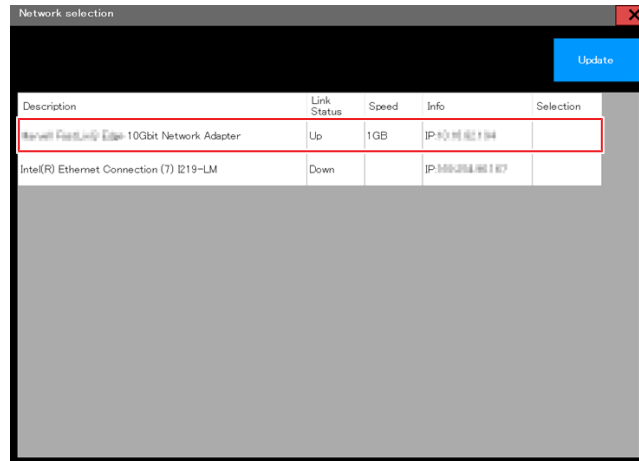 Network selection
Update
Description Link Status Speed Info Selection
10Gbit Network Adapter Up 1GB IP:
Intel(R) Ethernet Connection (7) I219-LM Down IP: